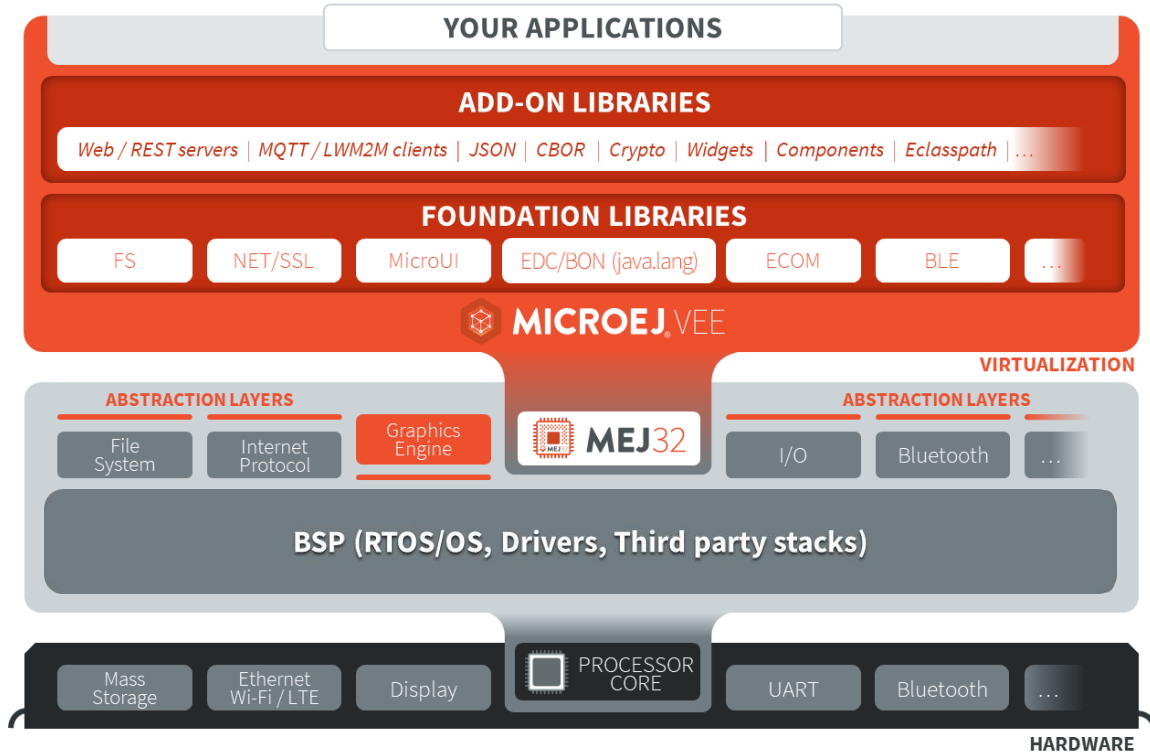 YOUR APPLICATIONS
ADD-ON LIBRARIES
Web / REST servers | MQTT / LWM2M clients | JSON | CBOR | Crypto | Widgets | Components | Eclasspath | ...
FOUNDATION LIBRARIES
FS
NET/SSL
MicroUI
EDC/BON (java.lang)
ECOM
BLE
...
MICROEJ® VEE
VIRTUALIZATION
ABSTRACTION LAYERS
ABSTRACTION LAYERS
File
System
Internet
Protocol
Graphics
Engine
MEJ
MEJ32
I/O
Bluetooth
...
BSP (RTOS/OS, Drivers, Third party stacks)
Mass
Storage
Ethernet
Wi-Fi / LTE
Display
PROCESSOR
CORE
UART
Bluetooth
...
HARDWARE